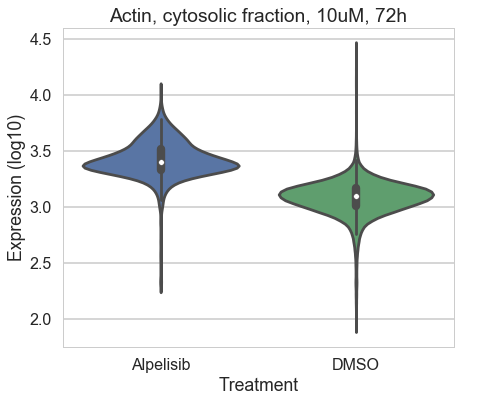 Actin, cytosolic fraction, 10uM, 72h
Expression (log10)
4.5
4.0
3.5
3.0
2.5
2.0
Alpelisib DMSO
Treatment